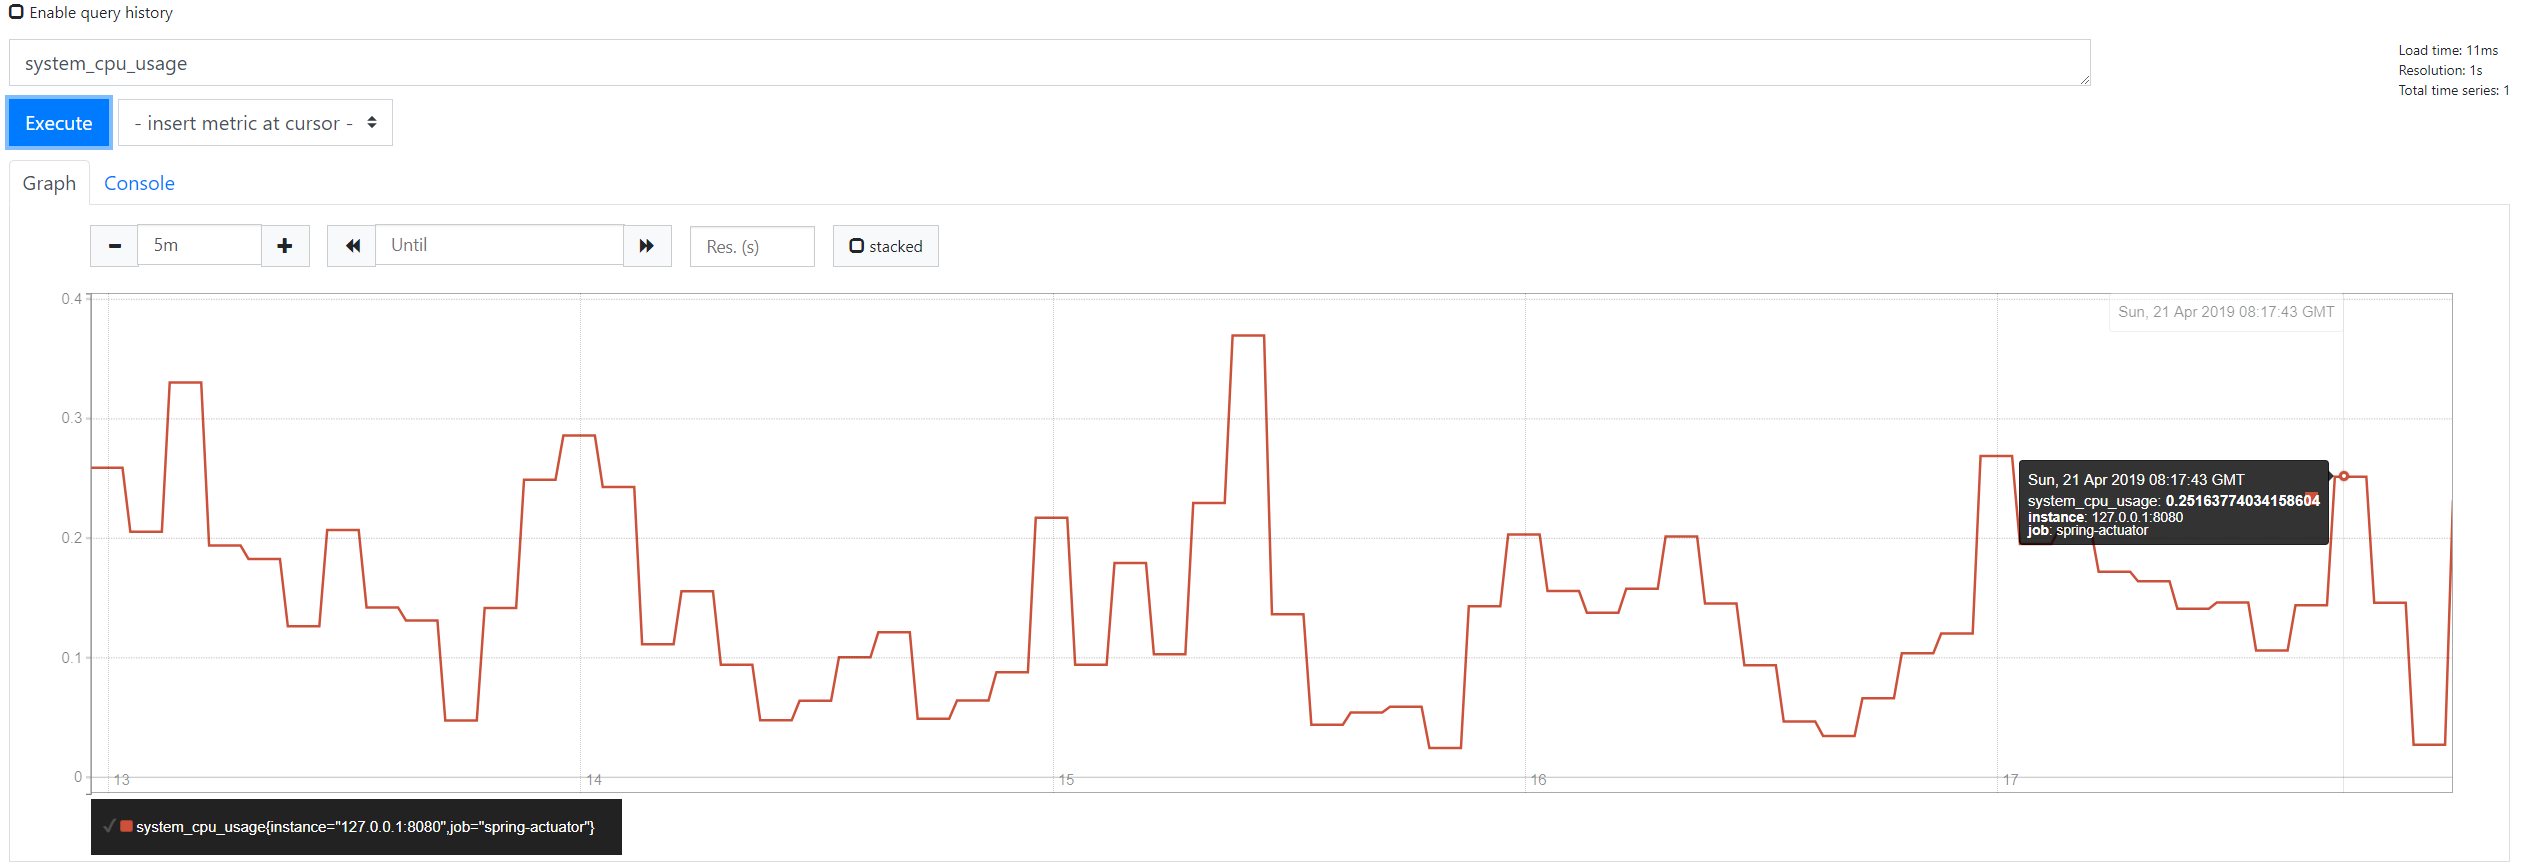 Enable query history
system_cpu_usage
Load time: 11ms
Resolution: 1s
Total time series: 1
Execute
- insert metric at cursor -
Graph
Console
5m
Until
Res. (s)
stacked
0.4
0.3
0.2
0.1
0
Sun, 21 Apr 2019 08:17:43 GMT
Sun, 21 Apr 2019 08:17:43 GMT
system_cpu_usage: 0.25163774034158604
instance: 127.0.0.1:8080
job: spring-actuator
13
14
15
16
17
system_cpu_usage{instance="127.0.0.1:8080",job="spring-actuator"}